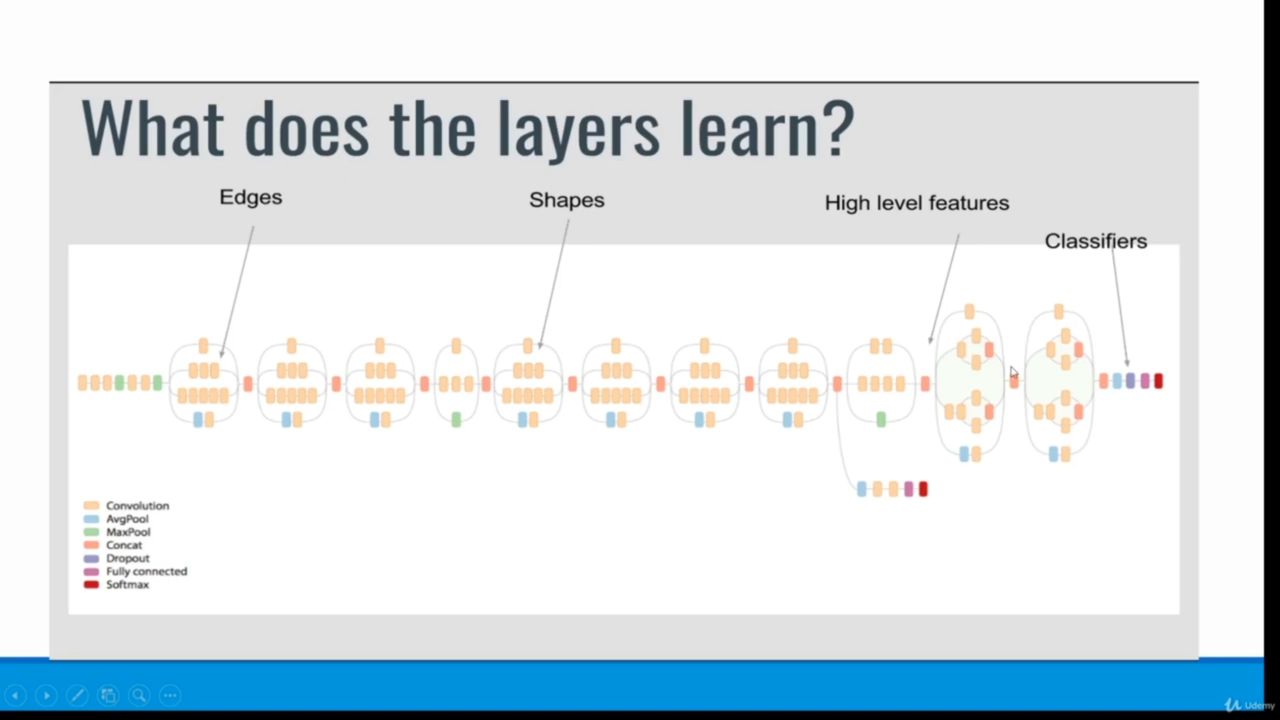 What does the layers learn?
Edges
Shapes
High level features
Classifiers
Convolution
AvgPool
MaxPool
Concat
Dropout
Fully connected
Softmax
Udemy